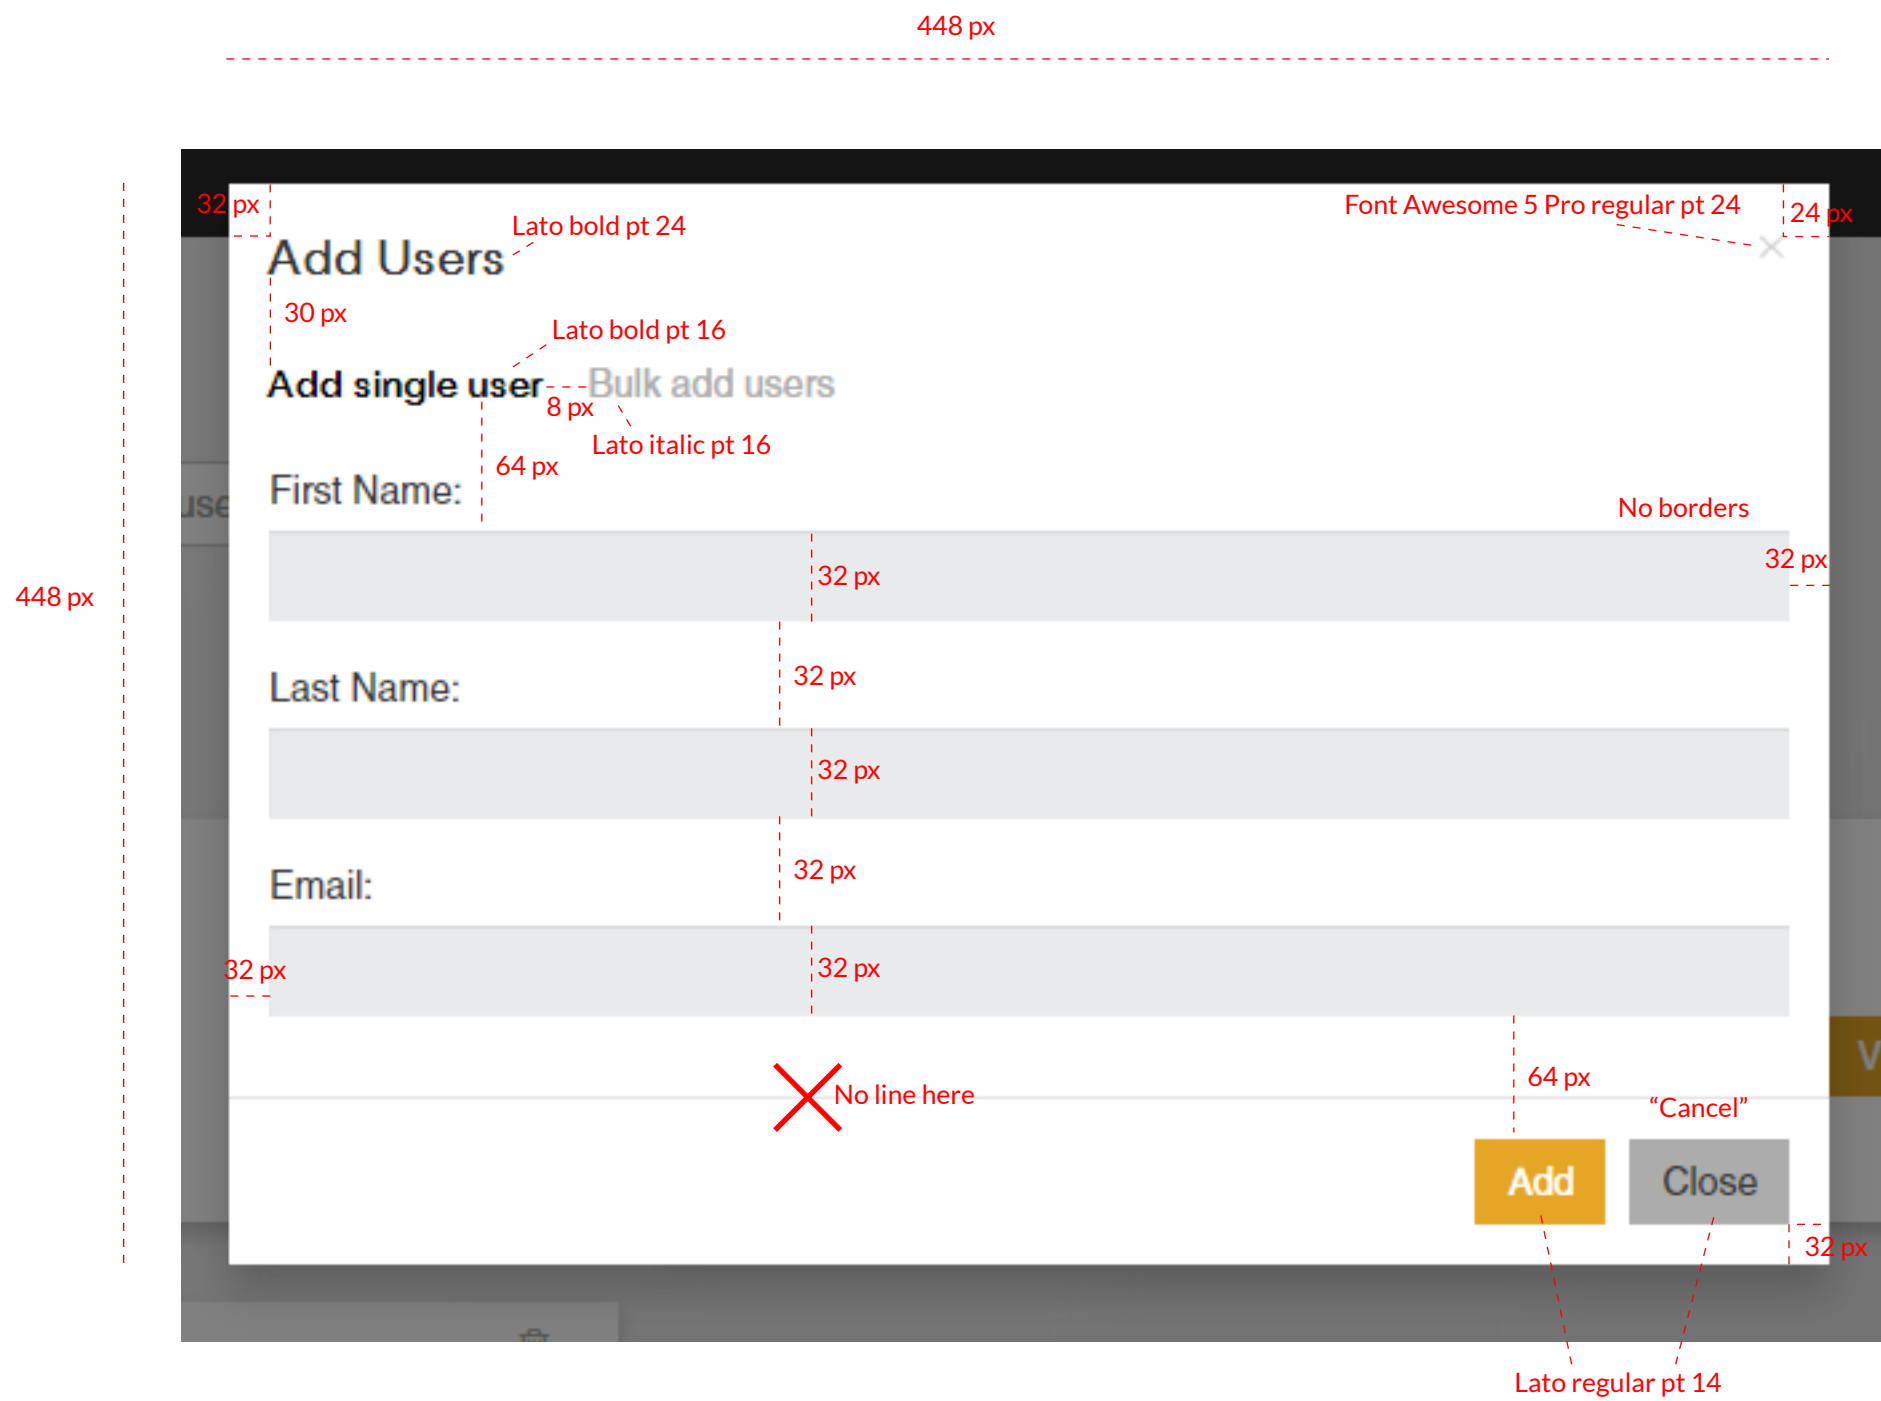 448 px
32 px
Font Awesome 5 Pro regular pt 24
24 px
Lato bold pt 24
Add Users
30 px
Lato bold pt 16
Add single user
Bulk add users
8 px
Lato italic pt 16
64 px
First Name:
use
No borders
32 px
32 px
448 px
32 px
Last Name:
32 px
32 px
Email:
32 px
32 px
64 px
No line here
“Cancel”
V
Add
Close
32 px
Lato regular pt 14